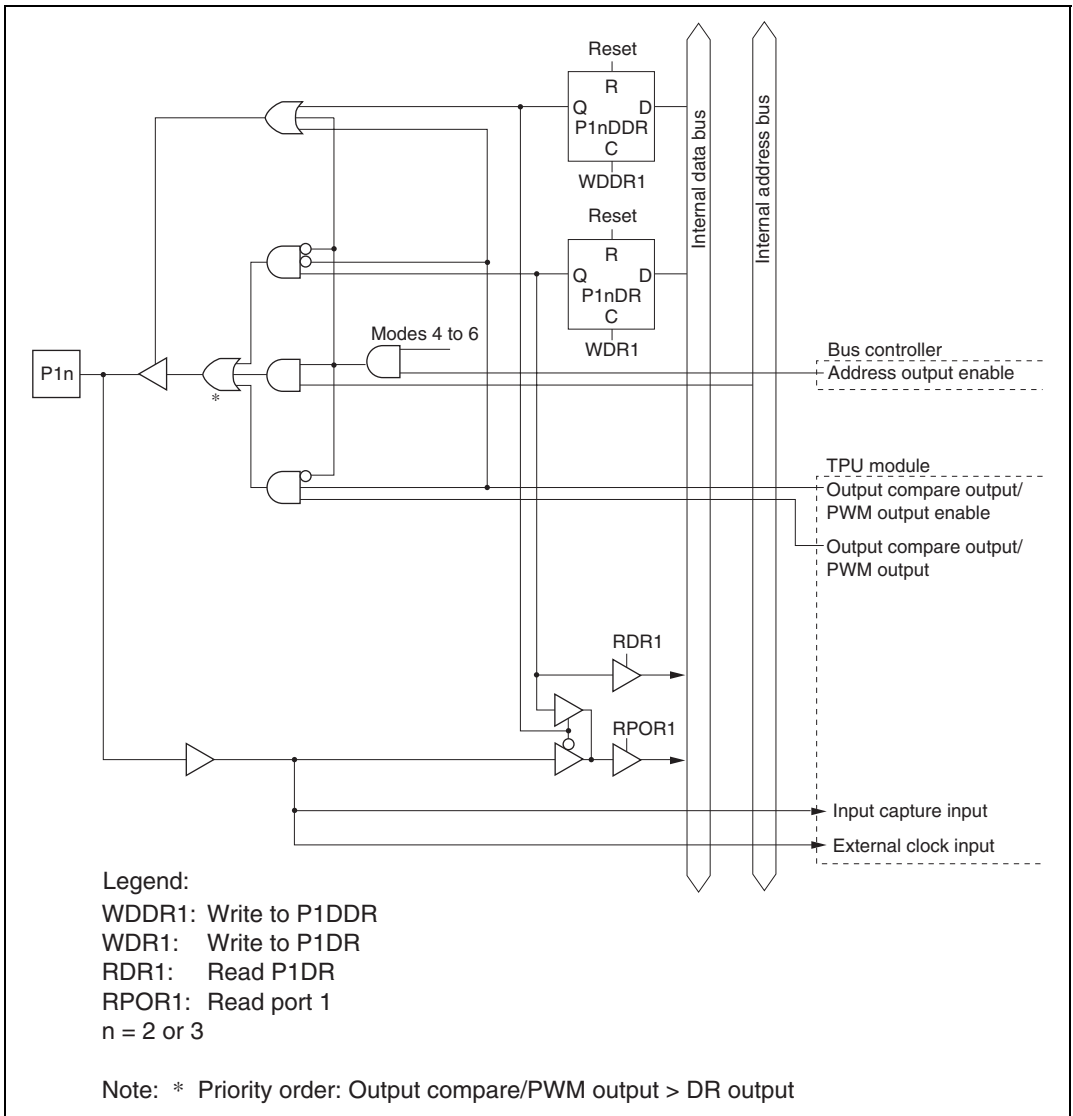 Reset
R
Q D
P1nDDR
C
WDDR1
Reset
R
Q D
P1nDR
C
WDR1
Internal data bus
Internal address bus
Modes 4 to 6
P1n
*
Bus controller
Address output enable
TPU module
Output compare output/
PWM output enable
Output compare output/
PWM output
RDR1
RPOR1
Input capture input
External clock input
Legend:
WDDR1: Write to P1DDR
WDR1: Write to P1DR
RDR1: Read P1DR
RPOR1: Read port 1
n = 2 or 3
Note: * Priority order: Output compare/PWM output > DR output